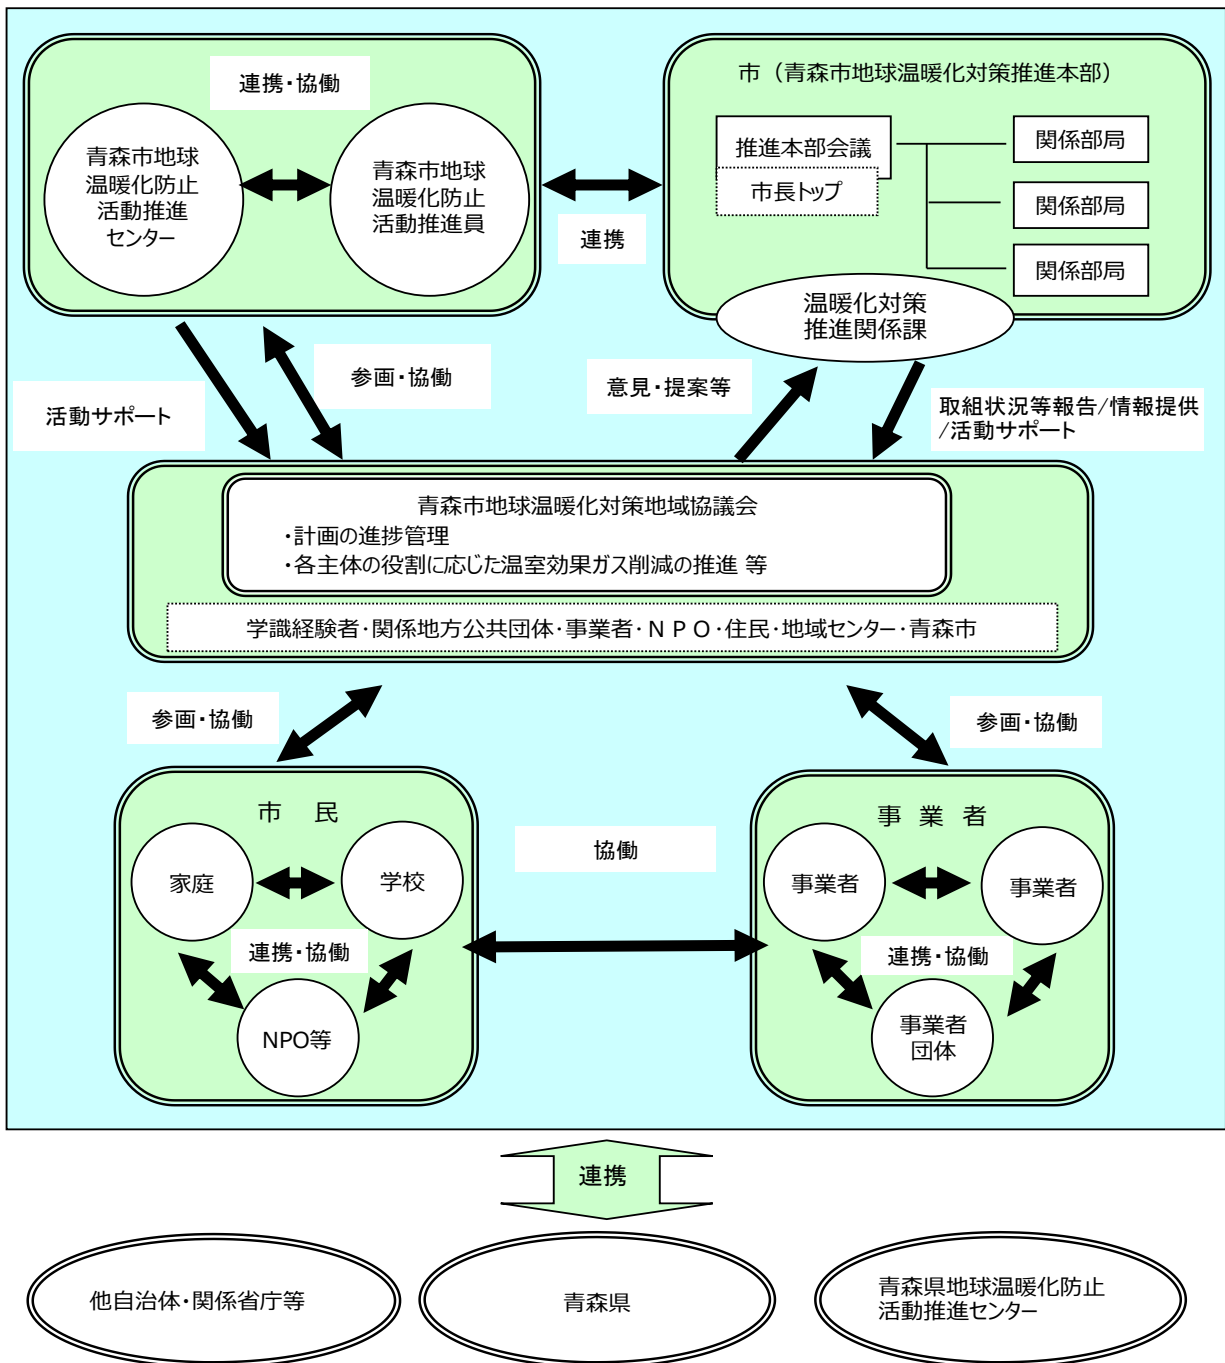 連携・協働
青森市地球
温暖化防止
活動推進
センター
青森市地球
温暖化防止
活動推進員
連携
市（青森市地球温暖化対策推進本部）
推進本部会議
市長トップ
関係部局
関係部局
関係部局
温暖化対策
推進関係課
活動サポート
参画・協働
意見・提案等
取組状況等報告/情報提供
/活動サポート
青森市地球温暖化対策地域協議会
・計画の進捗管理
・各主体の役割に応じた温室効果ガス削減の推進 等
学識経験者・関係地方公共団体・事業者・ＮＰＯ・住民・地域センター・青森市
参画・協働
参画・協働
市　民
家庭
学校
連携・協働
NPO等
協働
事 業 者
事業者
事業者
連携・協働
事業者
団体
連携
他自治体・関係省庁等
青森県
青森県地球温暖化防止
活動推進センター